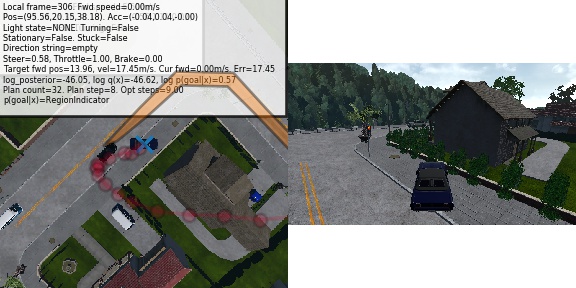 Local frame=306. Fwd speed=0.00m/s
Pos=(95.56,20.15,38.18). Acc=(-0.04,0.04,-0.00)
Light state=NONE. Turning=False
Stationary=False. Stuck=False
Direction string=empty
Steer=0.58, Throttle=1.00, Brake=0.00
Target fwd pos=13.96, vel=17.45m/s. Cur fwd=0.00m/s, Err=17.45
log_posterior=-46.05, log q(x)=-46.62, log p(goal|x)=0.57
Plan count=32. Plan step=8. Opt steps=9.00
p(goal|x)=RegionIndicator